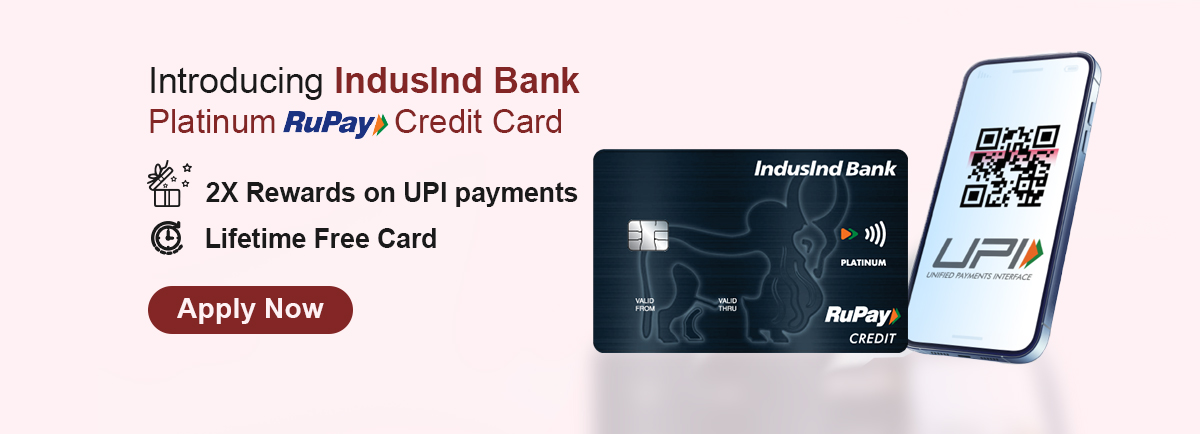 Introducing IndusInd Bank
Platinum RuPay Credit Card
2X Rewards on UPI payments
Lifetime Free Card
Apply Now
IndusInd Bank
PLATINUM
VALID FROM
VALID THRU
RuPay
CREDIT
UPI
UNIFIED PAYMENTS INTERFACE